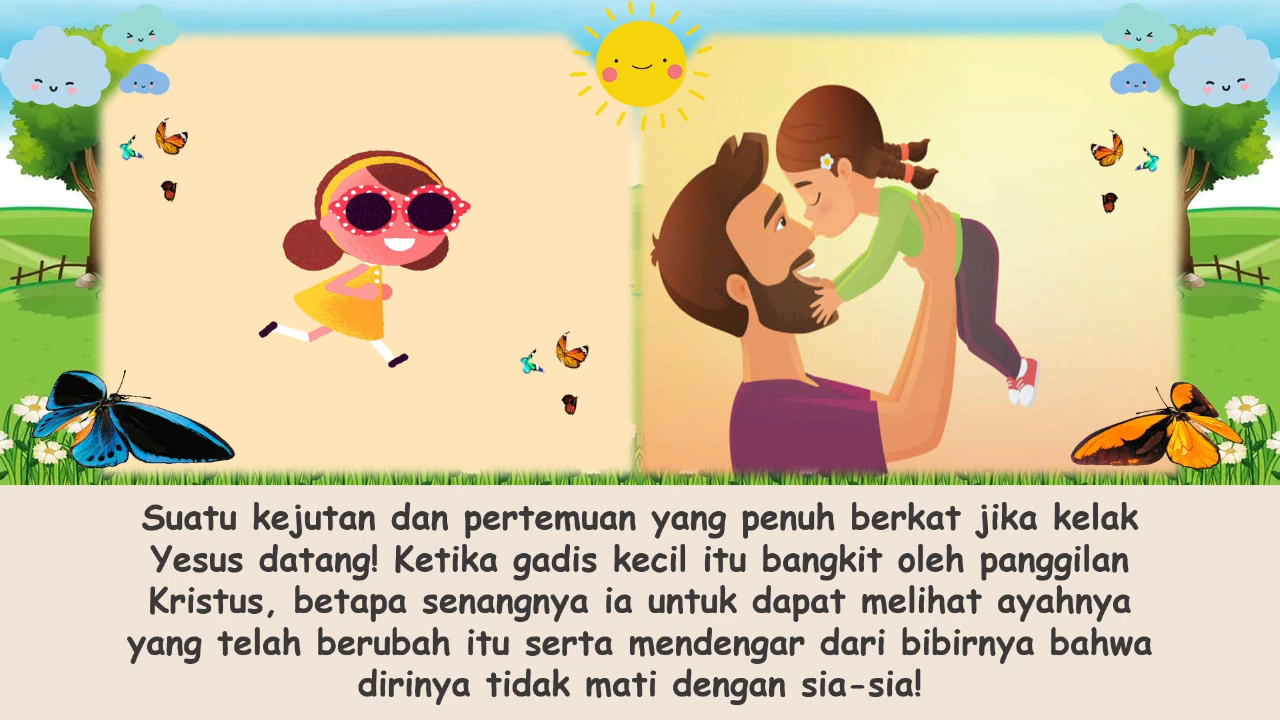 Suatu kejutan dan pertemuan yang penuh berkat jika kelak
Yesus datang! Ketika gadis kecil itu bangkit oleh panggilan
Kristus, betapa senangnya ia untuk dapat melihat ayahnya
yang telah berubah itu serta mendengar dari bibirnya bahwa
dirinya tidak mati dengan sia-sia!